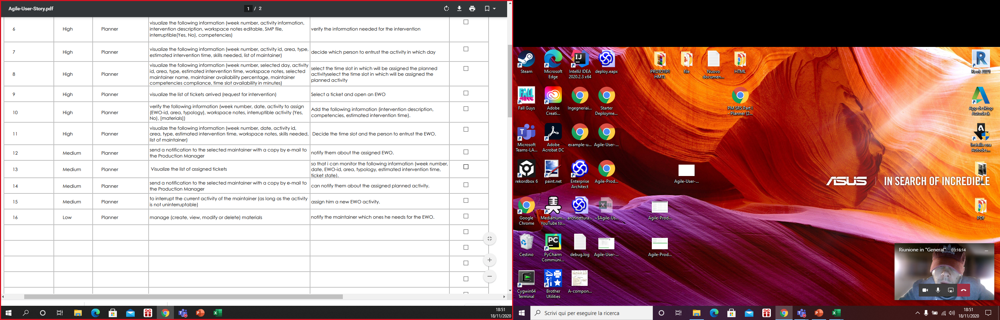 Agile-User-Story.pdf
1 / 2
6 High Planner
visualize the following information (week number, activity information,
intervention description, workspace notes editable, SMP file,
interruptible(Yes, No), competencies)
verify the information needed for the intervention
7 High Planner
visualize the following information (week number, activity id, area, type,
estimated intervention time, skills needed, list of maintainer)
decide which person to entrust the activity in which day
8 High Planner
visualize the following information (week number, selected day, activity
id, area, type, estimated intervention time, workspace notes, selected
maintainer name, maintainer availability percentage, maintainer
competencies compliance, time slot availability in minutes)
select the time slot in which will be assigned the planned
activityselect the time slot in which will be assigned the
planned activity
9 High Planner
visualize the list of tickets arrived (request for intervention)
Select a ticket and open an EWO
10 High Planner
verify the following information (week number, date, activity to assign
(EWO-id, area, typology), workspace notes, interruptible activity (Yes,
No), [materials])
Add the following information (intervention description,
competencies, estimated intervention time).
11 High Planner
visualize the following information (week number, date, activity id,
area, type, estimated intervention time, workspace notes, skills needed,
list of maintainer)
Decide the time slot and the person to entrust the EWO.
12 Medium Planner
send a notification to the selected maintainer with a copy by e-mail to
the Production Manager
notify them about the assigned EWO.
13 Medium Planner
Visualize the list of assigned tickets
so that i can monitor the following information (week number,
date, EWO-id, area, typology, estimated intervention time,
ticket state).
14 Medium Planner
send a notification to the selected maintainer with a copy by e-mail to
the Production Manager
can notify them about the assigned planned activity.
15 Medium Planner
to interrupt the current activity of the maintainer (as long as the activity
is not uninterruptable)
assign him a new EWO activity.
16 Low Planner
manage (create, view, modify or delete) materials
notify the maintainer which ones he needs for the EWO.
18:51
18/11/2020
Steam
Microsoft
Edge
IntelliJ IDEA
2020.2.3 x64
deploy.eapx
PROTOTIPI
HMTL
file
Nuovo
documen...
HTML
Revit 2021
FALL
GUYS
Fall Guys
Adobe
Creati...
Ingegneriai...
Starter
Deployme...
PM SRS Part I
- Planner (2...
App desktop
Autodesk
Microsoft
Teams-LA...
Adobe
Acrobat DC
example-u...
Agile-User-...
Installa ora
Autodes...
rekordbox 6
paint.net
Enterprise
Architect
Agile-Prod...
Agile-User-...
ASUS
IN SEARCH OF INCREDIBLE
Google
Chrome
MediaHum...
YouTube to...
architettura...
~$Agile-Us...
Agile-Prod...
PDF
Cestino
PyCharm
Communi...
debug.log
Agile-User-...
Agile-Prod...
Riunione in "General" 03:16:14
adidas
Cygwin64
Terminal
Brother
Utilities
A-compon...
Scrivi qui per eseguire la ricerca
18:51
18/11/2020